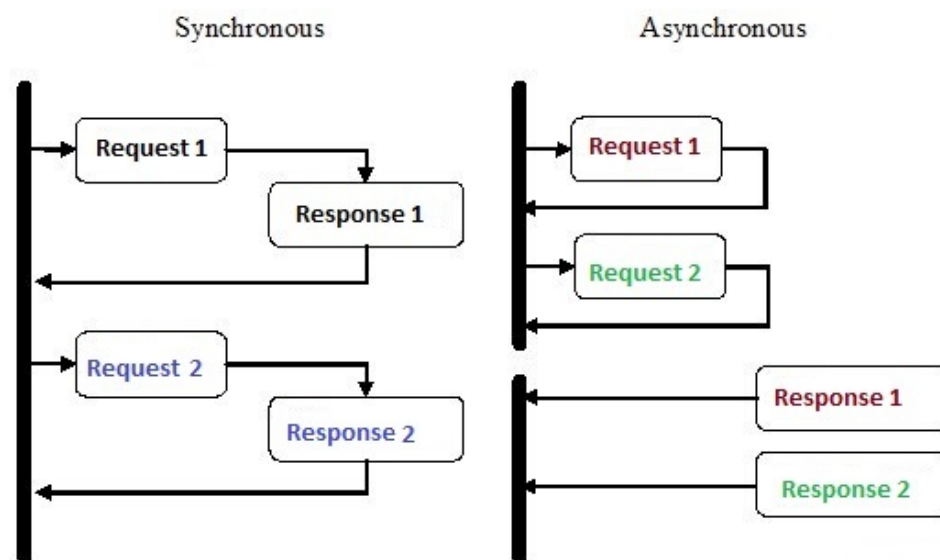 Synchronous
Request 1
Response 1
Request 2
Response 2
Asynchronous
Request 1
Request 2
Response 1
Response 2